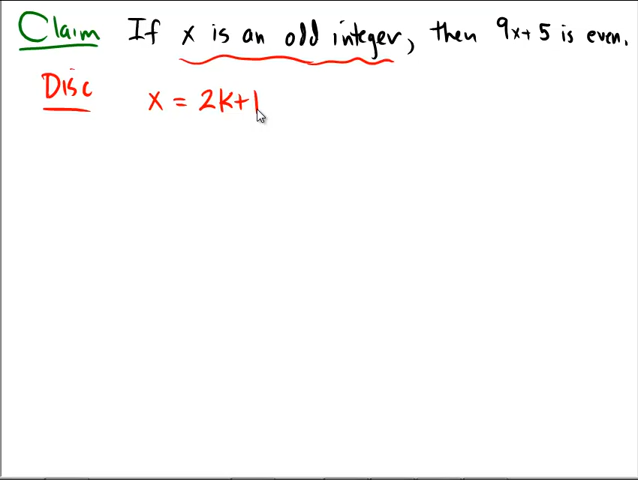 Claim If x is an odd integer, then 9x+5 is even.
Disc x = 2k+1